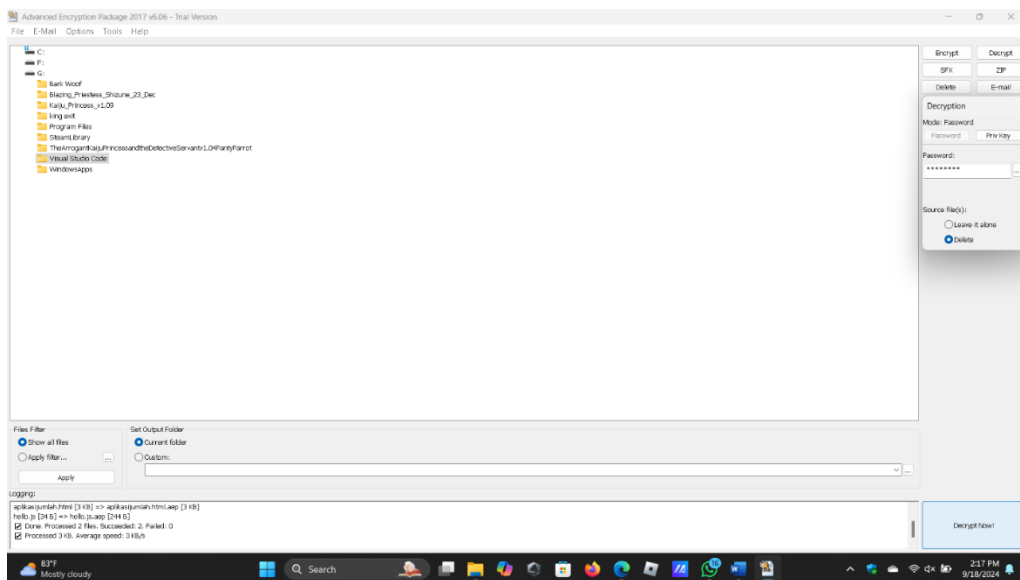 Advanced Encryption Package 2017 v6.06 - Trial Version
File E-Mail Options Tools Help
C:
F:
G:
Bark Woof
Blazing_Priestess_Shizune_23_Dec
Kaiju_Princess_v1.09
king exit
Program Files
SteamLibrary
TheArrogantKaijuPrincessandtheDetectiveServantv1.04PantyParrot
Visual Studio Code
WindowsApps
Encrypt Decrypt
SFX ZIP
Delete E-mail
Decryption
Mode: Password
Password Priv Key
Password:
********
...
Source file(s):
Leave it alone
Delete
Files Filter
Show all files
Apply filter... ...
Apply
Set Output Folder
Current folder
Custom:
...
Logging:
aplikasijumlah.html [3 KB] => aplikasijumlah.html.aep [3 KB]
hello.js [34 B] => hello.js.aep [244 B]
Done. Processed 2 files. Succeeded: 2. Failed: 0
Processed 3 KB. Average speed: 3 KB/s
Decrypt Now!
83°F
Mostly cloudy
Search
2:17 PM
9/18/2024